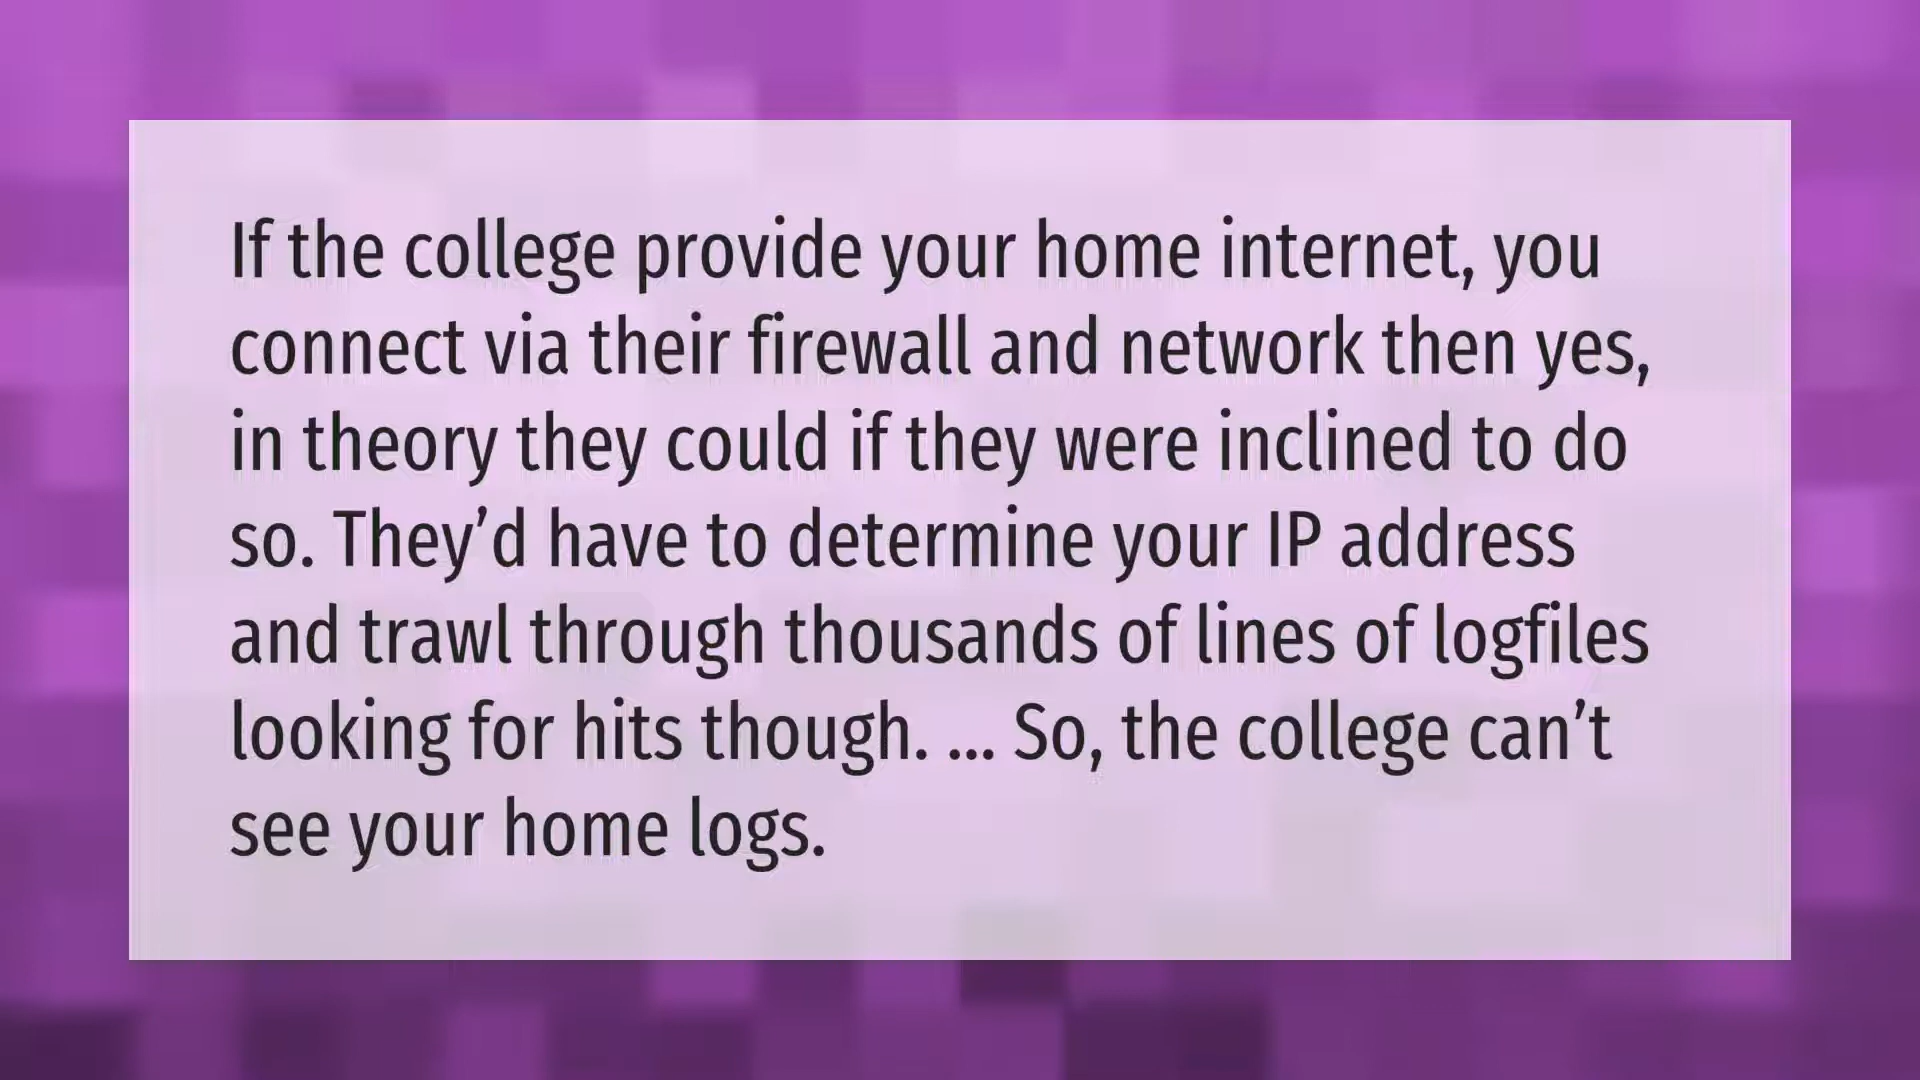 If the college provide your home internet, you
connect via their firewall and network then yes,
in theory they could if they were inclined to do
so. They’d have to determine your IP address
and trawl through thousands of lines of logfiles
looking for hits though. ... So, the college can’t
see your home logs.